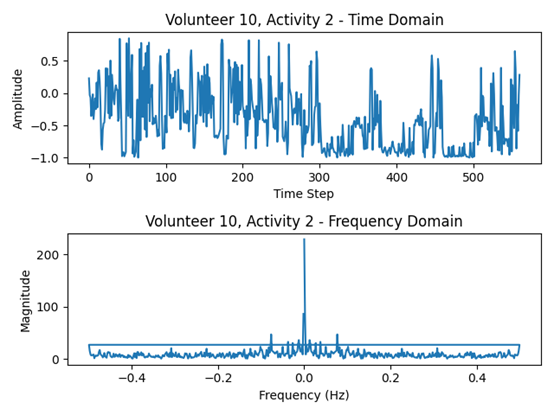 Volunteer 10, Activity 2 - Time Domain
0.5
0.0
−0.5
−1.0
Amplitude
0 100 200 300 400 500
Time Step
Volunteer 10, Activity 2 - Frequency Domain
200
100
0
Magnitude
−0.4 −0.2 0.0 0.2 0.4
Frequency (Hz)